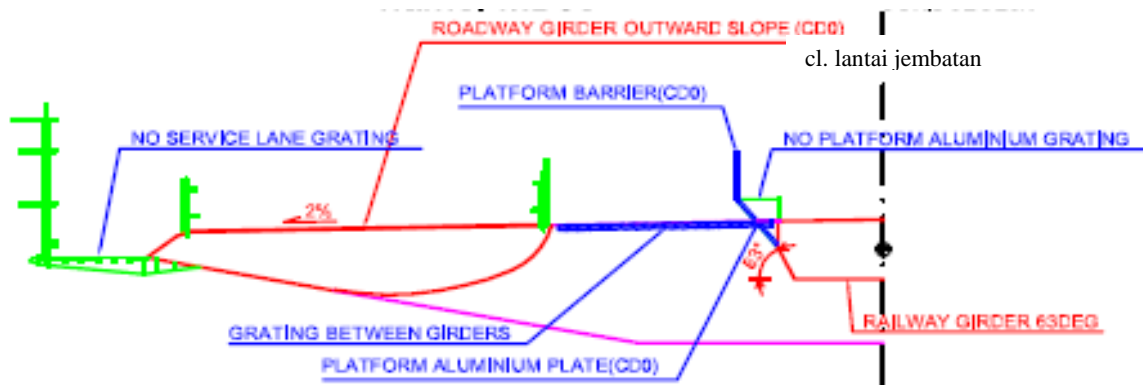 ROADWAY GIRDER OUTWARD SLOPE (CD0)
cl. lantai jembatan
PLATFORM BARRIER(CD0)
NO SERVICE LANE GRATING
NO PLATFORM ALUMINIUM GRATING
2%
63°
GRATING BETWEEN GIRDERS
RAILWAY GIRDER 63DEG
PLATFORM ALUMINIUM PLATE(CD0)